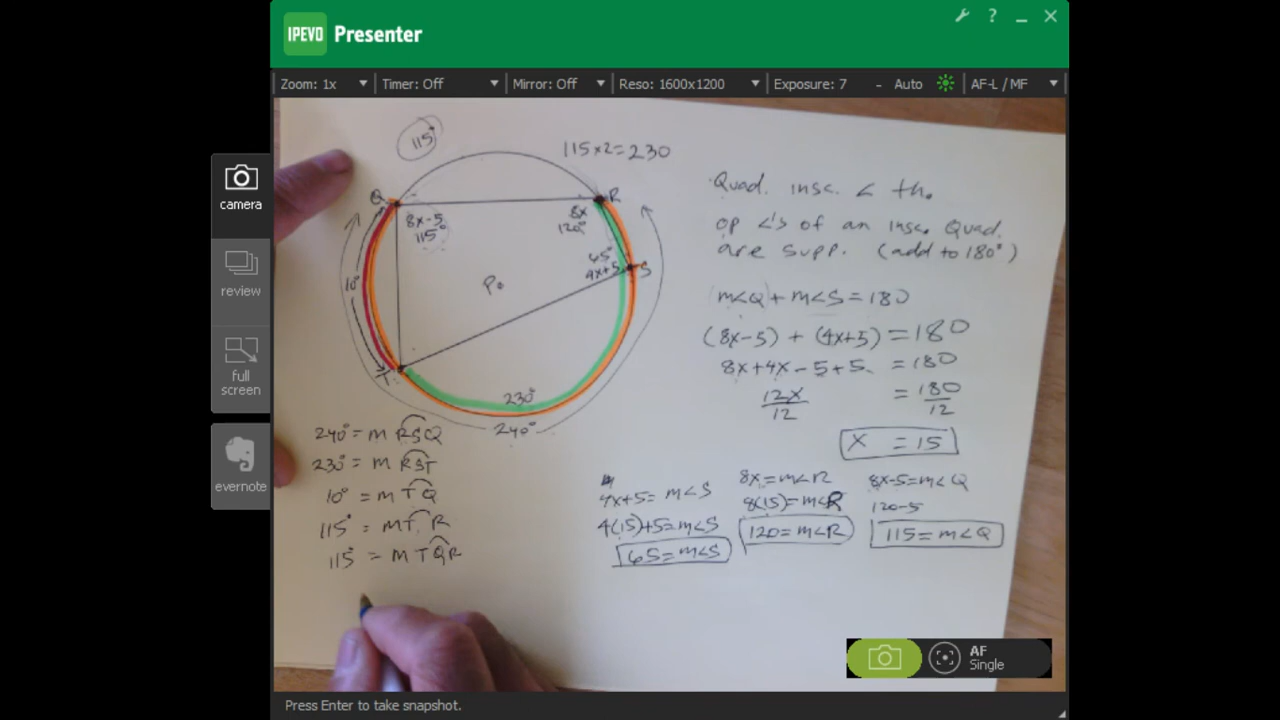 IPEVO Presenter
Zoom: 1x Timer: Off Mirror: Off Reso: 1600x1200 Exposure: 7 - Auto AF-L / MF
camera
review
full
screen
evernote
115°
115x2=230
Q
R
8x-5
115°
8x
120°
65°
4x+5
S
P
10°
T
230°
240°
Quad. insc. < th.
op <'s of an insc. Quad.
are supp. (add to 180°)
m<Q + m<S = 180
(8x-5) + (4x+5) = 180
8x+4x-5+5 = 180
12x = 180
12 12
x = 15
240° = m RSQ
230° = m RST
10° = m TQ
115° = m T R
115° = m TQR
4x+5 = m<S
4(15)+5=m<S
65=m<S
8x=m<R
8(15)=m<R
120=m<R
8x-5=m<Q
120-5
115=m<Q
AF
Single
Press Enter to take snapshot.